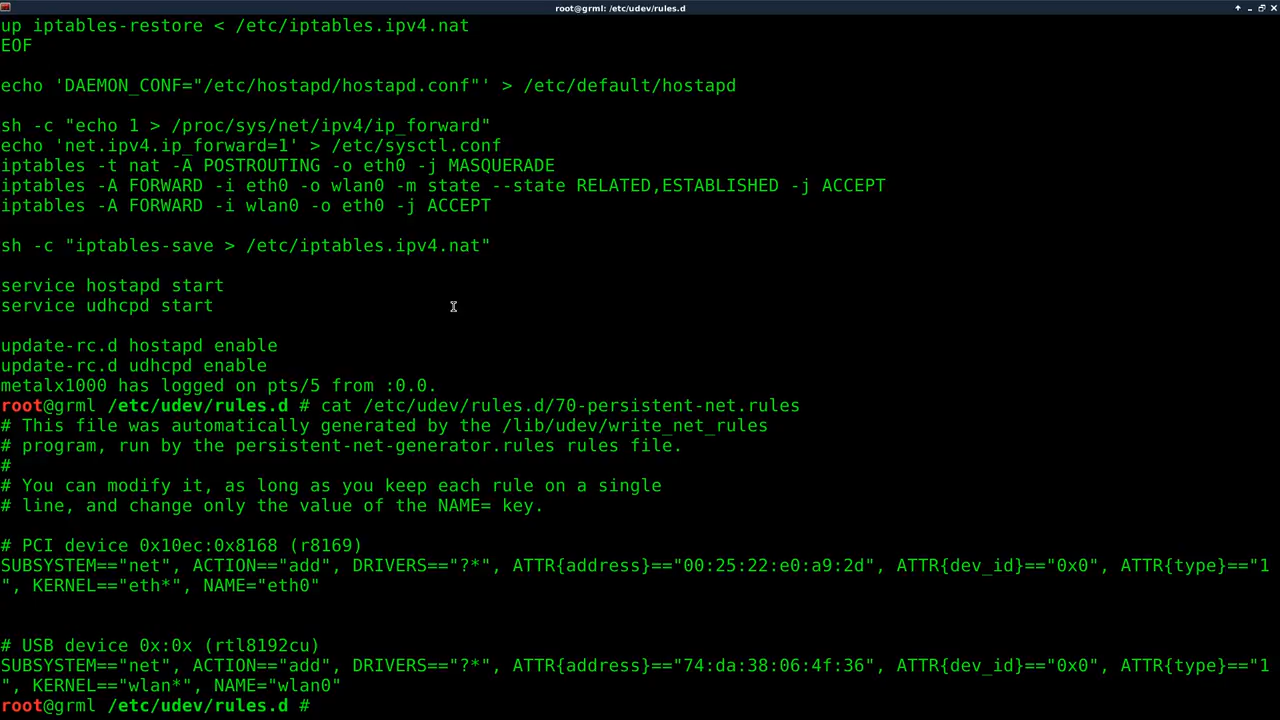 root@grml: /etc/udev/rules.d
up iptables-restore < /etc/iptables.ipv4.nat
EOF
echo 'DAEMON_CONF="/etc/hostapd/hostapd.conf"' > /etc/default/hostapd
sh -c "echo 1 > /proc/sys/net/ipv4/ip_forward"
echo 'net.ipv4.ip_forward=1' > /etc/sysctl.conf
iptables -t nat -A POSTROUTING -o eth0 -j MASQUERADE
iptables -A FORWARD -i eth0 -o wlan0 -m state --state RELATED,ESTABLISHED -j ACCEPT
iptables -A FORWARD -i wlan0 -o eth0 -j ACCEPT
sh -c "iptables-save > /etc/iptables.ipv4.nat"
service hostapd start
service udhcpd start
update-rc.d hostapd enable
update-rc.d udhcpd enable
metalx1000 has logged on pts/5 from :0.0.
root@grml /etc/udev/rules.d # cat /etc/udev/rules.d/70-persistent-net.rules
# This file was automatically generated by the /lib/udev/write_net_rules
# program, run by the persistent-net-generator.rules rules file.
#
# You can modify it, as long as you keep each rule on a single
# line, and change only the value of the NAME= key.
# PCI device 0x10ec:0x8168 (r8169)
SUBSYSTEM=="net", ACTION=="add", DRIVERS=="?*", ATTR{address}=="00:25:22:e0:a9:2d", ATTR{dev_id}=="0x0", ATTR{type}=="1
", KERNEL=="eth*", NAME="eth0"
# USB device 0x:0x (rtl8192cu)
SUBSYSTEM=="net", ACTION=="add", DRIVERS=="?*", ATTR{address}=="74:da:38:06:4f:36", ATTR{dev_id}=="0x0", ATTR{type}=="1
", KERNEL=="wlan*", NAME="wlan0"
root@grml /etc/udev/rules.d #